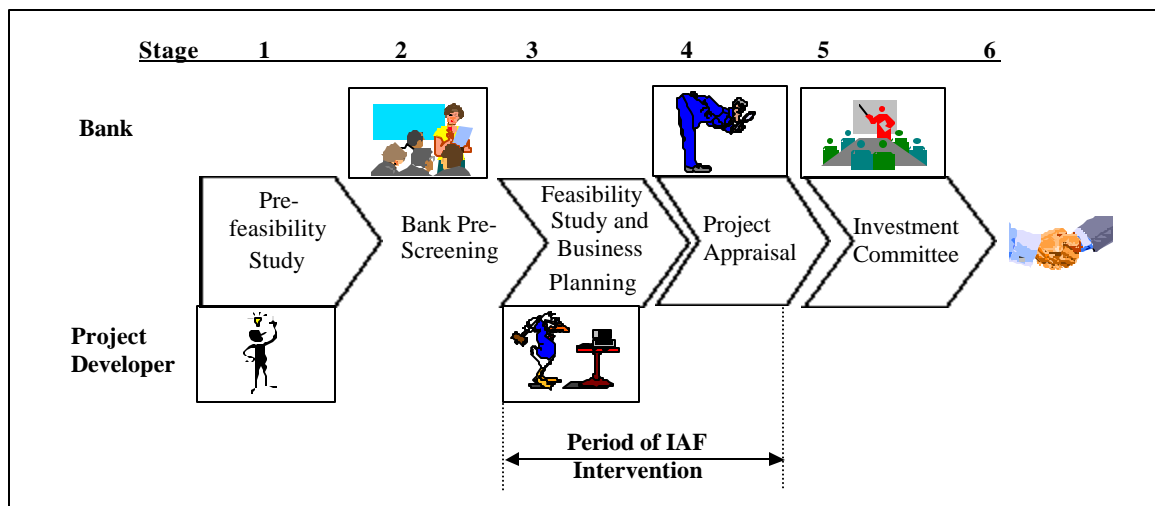 Stage 1 2 3 4 5 6
Bank
Pre-
feasibility
Study
Bank Pre-
Screening
Feasibility
Study and
Business
Planning
Project
Appraisal
Investment
Committee
Project
Developer
Period of IAF
Intervention